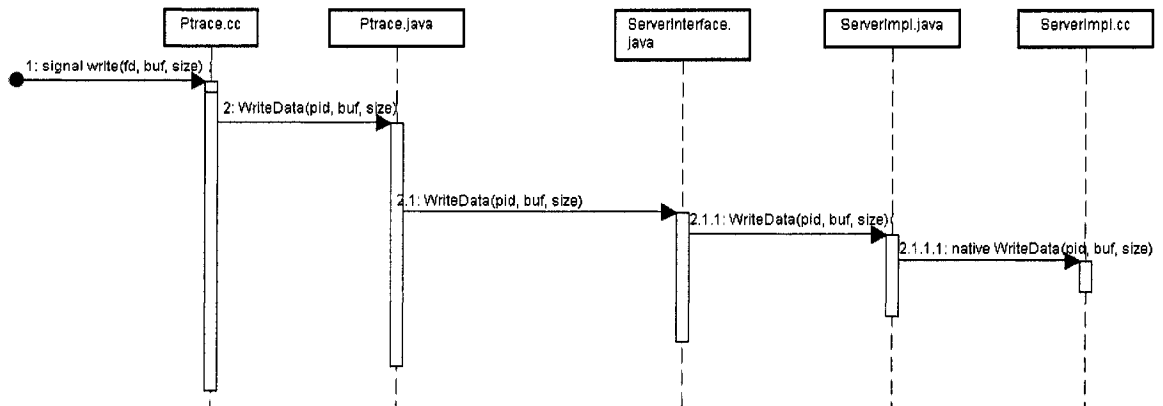 Ptrace.cc
Ptrace.java
ServerInterface.
java
ServerImpl.java
ServerImpl.cc
1: signal write(fd, buf, size)
2: WriteData(pid, buf, size)
2.1: WriteData(pid, buf, size)
2.1.1: WriteData(pid, buf, size)
2.1.1.1: native WriteData(pid, buf, size)